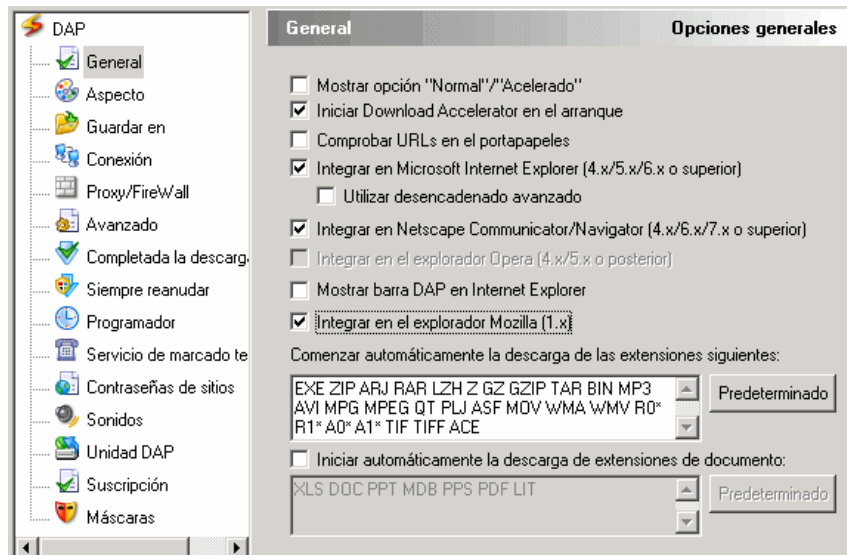 DAP
General
Aspecto
Guardar en
Conexión
Proxy/FireWall
Avanzado
Completada la descarga
Siempre reanudar
Programador
Servicio de marcado te
Contraseñas de sitios
Sonidos
Unidad DAP
Suscripción
Máscaras
General Opciones generales
Mostrar opción "Normal"/"Acelerado"
Iniciar Download Accelerator en el arranque
Comprobar URLs en el portapapeles
Integrar en Microsoft Internet Explorer (4.x/5.x/6.x o superior)
Utilizar desencadenado avanzado
Integrar en Netscape Communicator/Navigator (4.x/6.x/7.x o superior)
Integrar en el explorador Opera (4.x/5.x o posterior)
Mostrar barra DAP en Internet Explorer
Integrar en el explorador Mozilla (1.x)
Comenzar automáticamente la descarga de las extensiones siguientes:
EXE ZIP ARJ RAR LZH Z GZ GZIP TAR BIN MP3
AVI MPG MPEG QT PLJ ASF MOV WMA WMV R0*
R1* A0* A1* TIF TIFF ACE
Predeterminado
Iniciar automáticamente la descarga de extensiones de documento:
XLS DOC PPT MDB PPS PDF LIT
Predeterminado